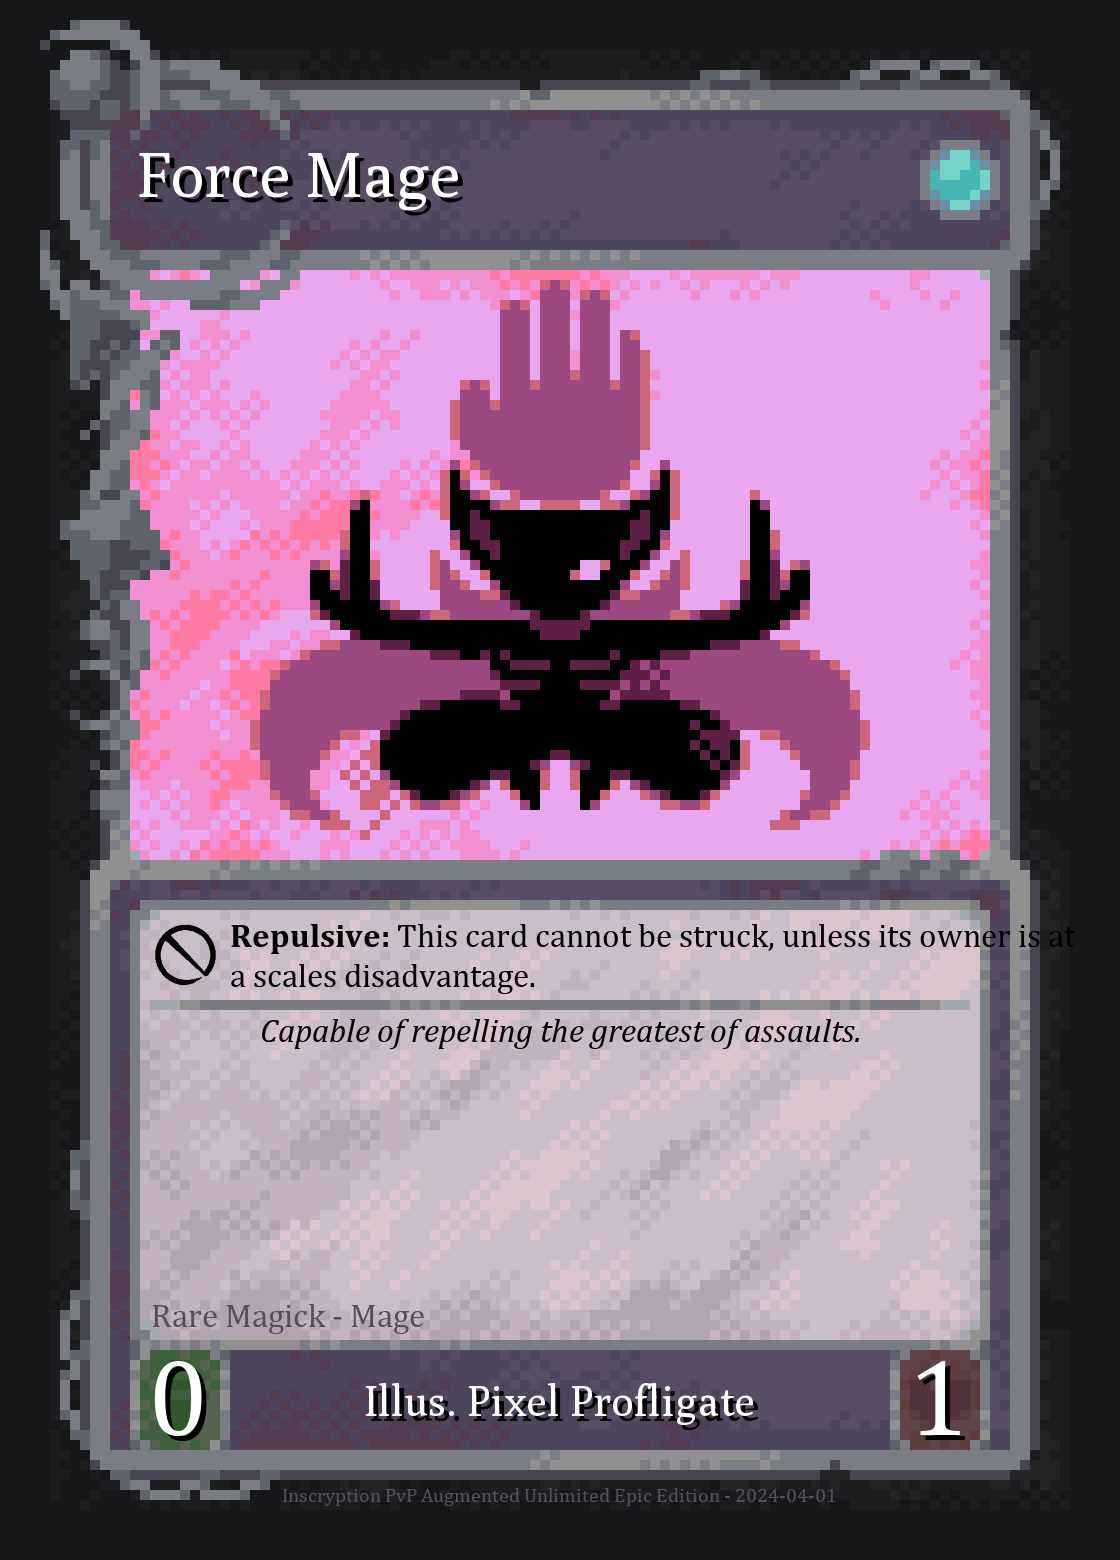 Force Mage
Repulsive: This card cannot be struck, unless its owner is at
a scales disadvantage.
Capable of repelling the greatest of assaults.
Rare Magick - Mage
0
Illus. Pixel Profligate
1
Inscryption PvP Augmented Unlimited Epic Edition - 2024-04-01